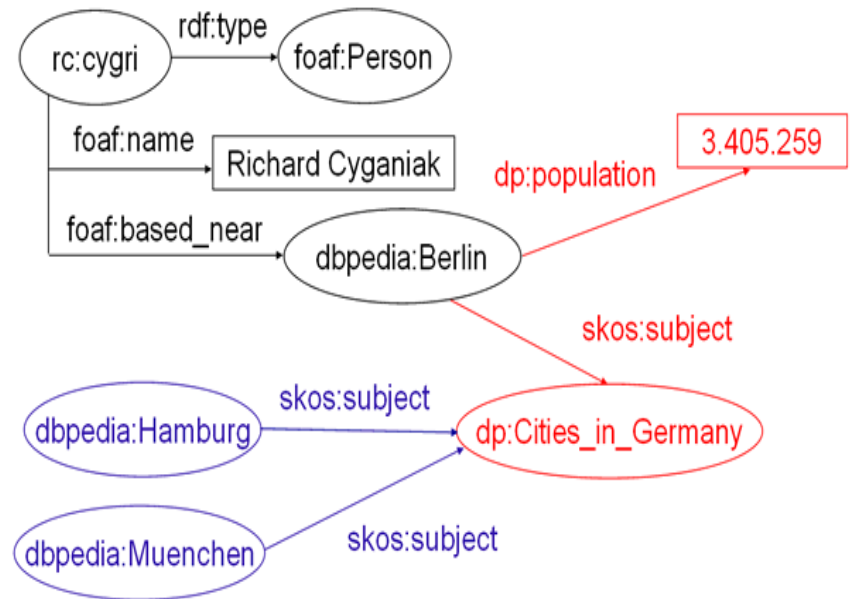 rdf:type
rc:cygri
foaf:Person
foaf:name
Richard Cyganiak
3.405.259
dp:population
foaf:based_near
dbpedia:Berlin
skos:subject
skos:subject
dbpedia:Hamburg
dp:Cities_in_Germany
skos:subject
dbpedia:Muenchen